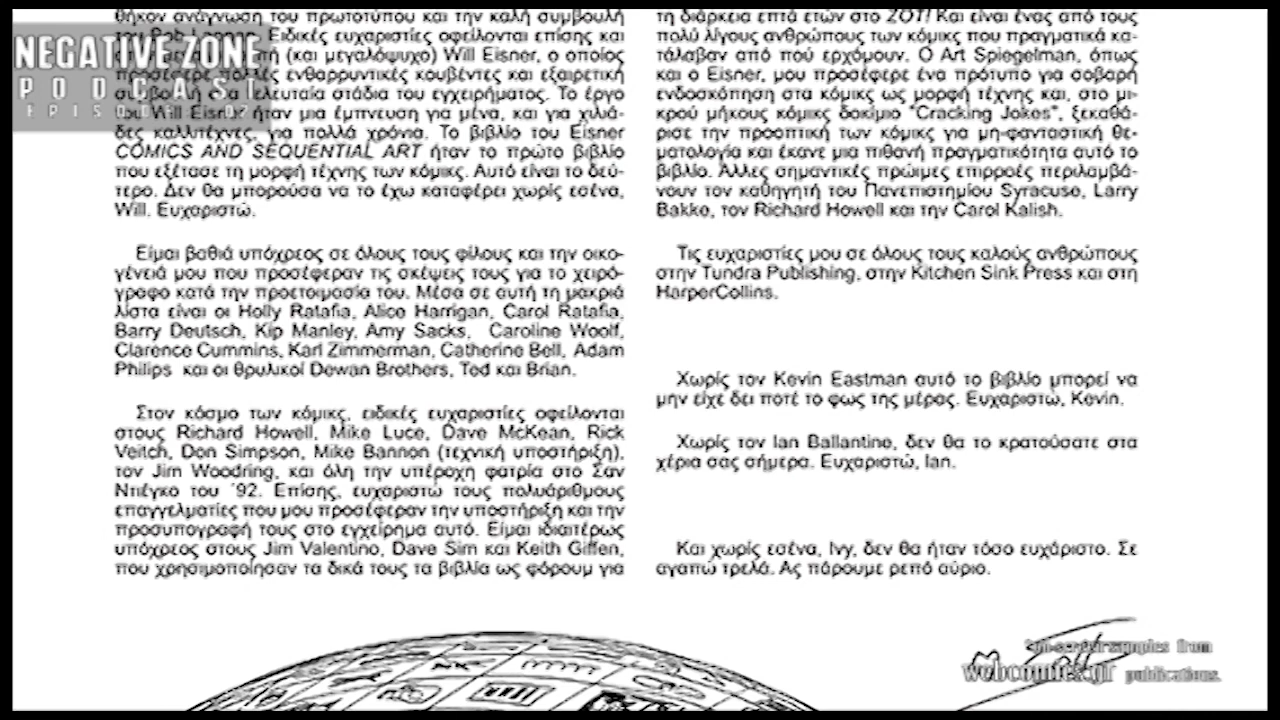 NEGATIVE ZONE
PODCAST
θήκον ανάγνωση του πρωτοτύπου και την καλή συμβουλή
Ειδικές ευχαριστίες οφείλονται επίσης και
(και μεγαλόψυχο) Will Eisner, ο οποίος
προσέφερε πολλές ενθαρρυντικές κουβέντες και εξαιρετική
συμβουλή τελευταία στάδια του εγχειρήματος. Το έργο
του Will Eisner ήταν μια έμπνευση για μένα, και για χιλιά-
δες καλλιτέχνες, για πολλά χρόνια. Το βιβλίο του Eisner
COMICS AND SEQUENTIAL ART ήταν το πρώτο βιβλίο
που εξέτασε τη μορφή τέχνης των κόμικς. Αυτό είναι το δεύ-
τερο. Δεν θα μπορούσα να το έχω καταφέρει χωρίς εσένα,
Will. Ευχαριστώ.
Είμαι βαθιά υπόχρεος σε όλους τους φίλους και την οικο-
γένειά μου που προσέφεραν τις σκέψεις τους για το χειρό-
γραφο κατά την προετοιμασία του. Μέσα σε αυτή τη μακριά
λίστα είναι οι Holly Ratafia, Alice Harrigan, Carol Ratafia,
Barry Deutsch, Kip Manley, Amy Sacks, Caroline Woolf,
Clarence Cummins, Karl Zimmerman, Catherine Bell, Adam
Philips και οι θρυλικοί Dewan Brothers, Ted και Brian.
Στον κόσμο των κόμικς, ειδικές ευχαριστίες οφείλονται
στους Richard Howell, Mike Luce, Dave McKean, Rick
Veitch, Don Simpson, Mike Bannon (τεχνική υποστήριξη),
τον Jim Woodring, και όλη την υπέροχη φατρία στο Σαν
Ντιέγκο του ΄92. Επίσης, ευχαριστώ τους πολυάριθμους
επαγγελματίες που μου προσέφεραν την υποστήριξη και την
προσυπογραφή τους στο εγχείρημα αυτό. Είμαι ιδιαιτέρως
υπόχρεος στους Jim Valentino, Dave Sim και Keith Giffen,
που χρησιμοποίησαν τα δικά τους τα βιβλία ως φόρουμ για
τη διάρκεια επτά ετών στο ZOT! Και είναι ένας από τους
πολύ λίγους ανθρώπους των κόμικς που πραγματικά κα-
τάλαβαν από πού ερχόμουν. Ο Art Spiegelman, όπως
και ο Eisner, μου προσέφερε ένα πρότυπο για σοβαρή
ενδοσκόπηση στα κόμικς ως μορφή τέχνης και, στο μι-
κρού μήκους κόμικς δοκίμιο "Cracking Jokes", ξεκαθά-
ρισε την προοπτική των κόμικς για μη-φανταστική θε-
ματολογία και έκανε μια πιθανή πραγματικότητα αυτό το
βιβλίο. Άλλες σημαντικές πρώιμες επιρροές περιλαμβά-
νουν τον καθηγητή του Πανεπιστημίου Syracuse, Larry
Bakke, τον Richard Howell και την Carol Kalish.
Τις ευχαριστίες μου σε όλους τους καλούς ανθρώπους
στην Tundra Publishing, στην Kitchen Sink Press και στη
HarperCollins.
Χωρίς τον Kevin Eastman αυτό το βιβλίο μπορεί να
μην είχε δει ποτέ το φως της μέρας. Ευχαριστώ, Kevin.
Χωρίς τον Ian Ballantine, δεν θα το κρατούσατε στα
χέρια σας σήμερα. Ευχαριστώ, Ian.
Και χωρίς εσένα, Ivy, δεν θα ήταν τόσο ευχάριστο. Σε
αγαπώ τρελά. Ας πάρουμε ρεπό αύριο.
samples from
webcomics.gr publications.